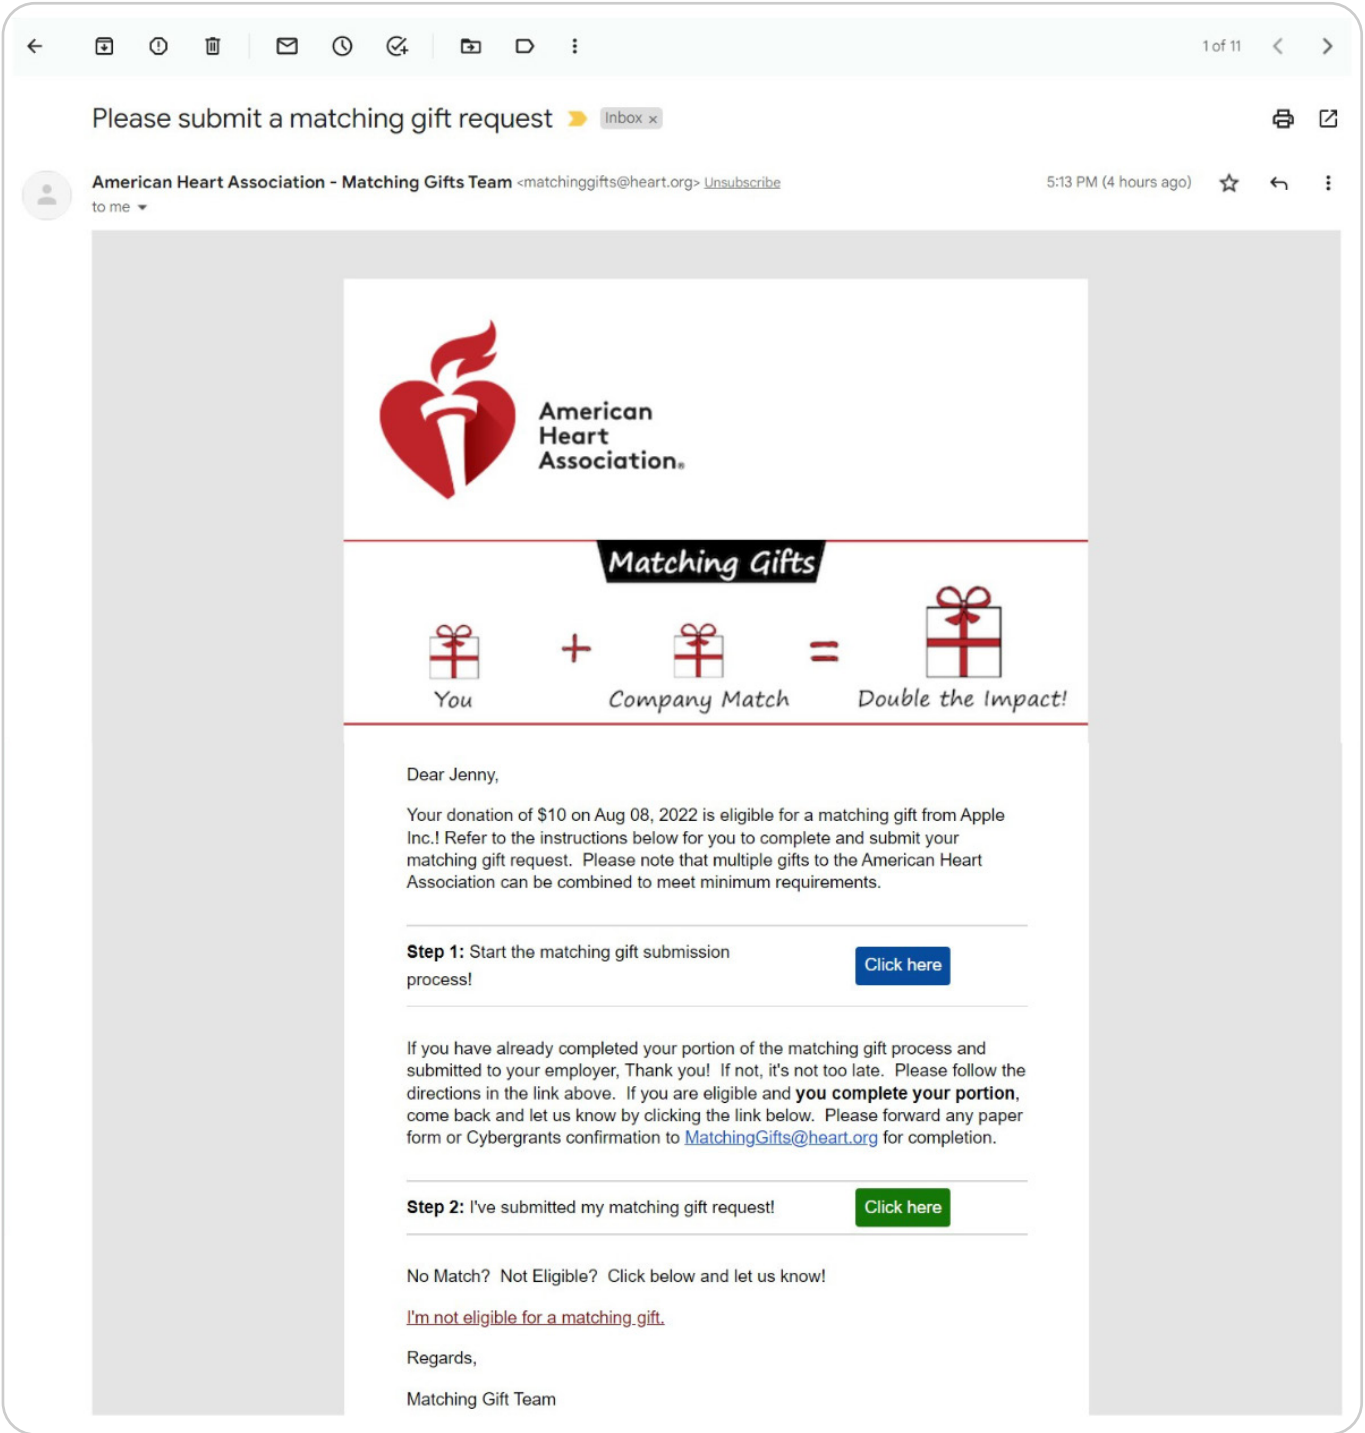 1 of 11
Please submit a matching gift request Inbox x
American Heart Association - Matching Gifts Team <matchinggifts@heart.org> Unsubscribe 5:13 PM (4 hours ago)
to me
American
Heart
Association®
Matching Gifts
+ =
You Company Match Double the Impact!
Dear Jenny,
Your donation of $10 on Aug 08, 2022 is eligible for a matching gift from Apple
Inc.! Refer to the instructions below for you to complete and submit your
matching gift request.  Please note that multiple gifts to the American Heart
Association can be combined to meet minimum requirements.
Step 1: Start the matching gift submission
process!
Click here
If you have already completed your portion of the matching gift process and
submitted to your employer, Thank you!  If not, it's not too late.  Please follow the
directions in the link above.  If you are eligible and you complete your portion,
come back and let us know by clicking the link below.  Please forward any paper
form or Cybergrants confirmation to MatchingGifts@heart.org for completion.
Step 2: I've submitted my matching gift request! Click here
No Match?  Not Eligible?  Click below and let us know!
I'm not eligible for a matching gift.
Regards,
Matching Gift Team